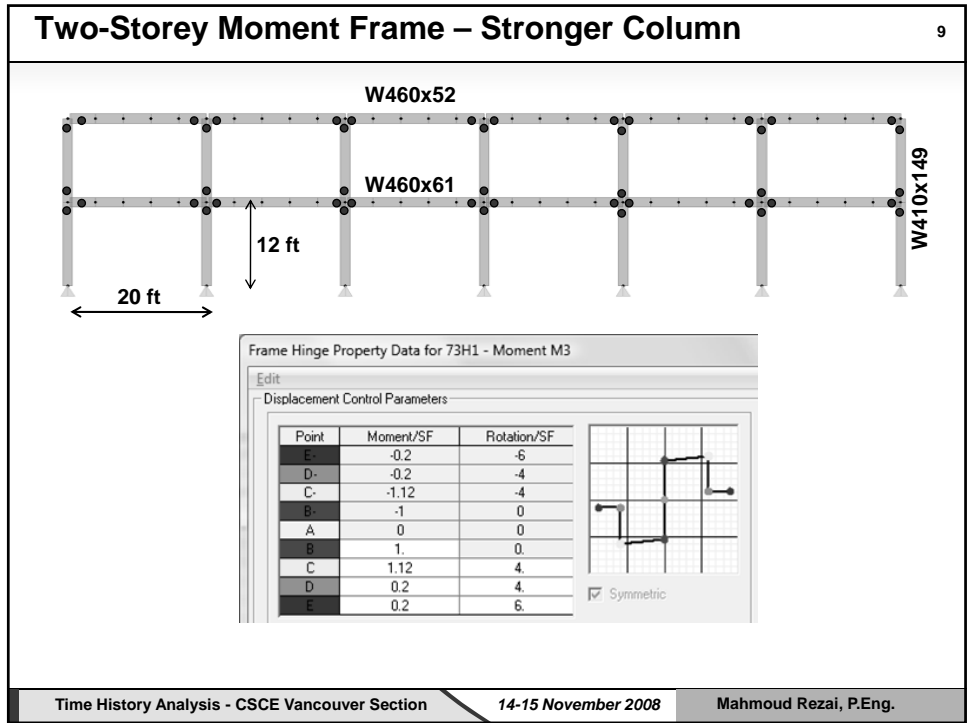 Two-Storey Moment Frame – Stronger Column 9
W460x52
W460x61
W410x149
12 ft
20 ft
Frame Hinge Property Data for 73H1 - Moment M3
Edit
Displacement Control Parameters
Point Moment/SF Rotation/SF
E- -0.2 -6
D- -0.2 -4
C- -1.12 -4
B- -1 0
A 0 0
B 1. 0.
C 1.12 4.
D 0.2 4.
E 0.2 6.
Symmetric
Time History Analysis - CSCE Vancouver Section 14-15 November 2008 Mahmoud Rezai, P.Eng.